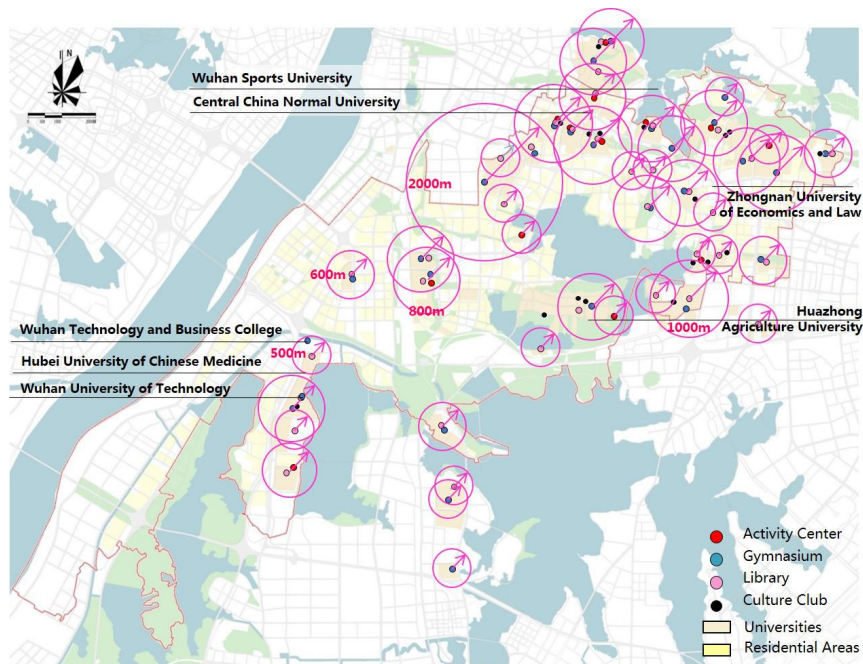 N
Wuhan Sports University
Central China Normal University
2000m
Zhongnan University
of Economics and Law
600m
800m
Huazhong
Agriculture University
1000m
Wuhan Technology and Business College
500m
Hubei University of Chinese Medicine
Wuhan University of Technology
Activity Center
Gymnasium
Library
Culture Club
Universities
Residential Areas